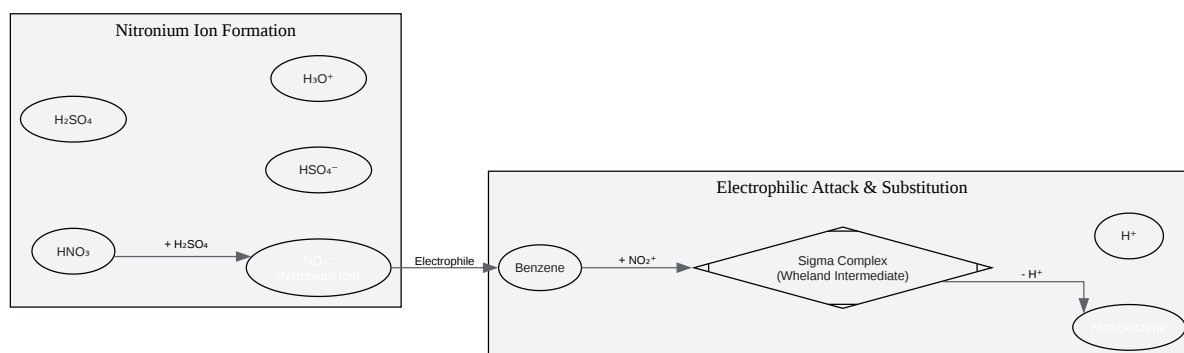 Nitronium Ion Formation
H₃O⁺
H₂SO₄
HSO₄⁻
HNO₃
+ H₂SO₄
NO₂⁺
(Nitronium Ion)
Electrophile
Electrophilic Attack & Substitution
H⁺
Benzene
+ NO₂⁺
Sigma Complex
(Wheland Intermediate)
- H⁺
Nitrobenzene